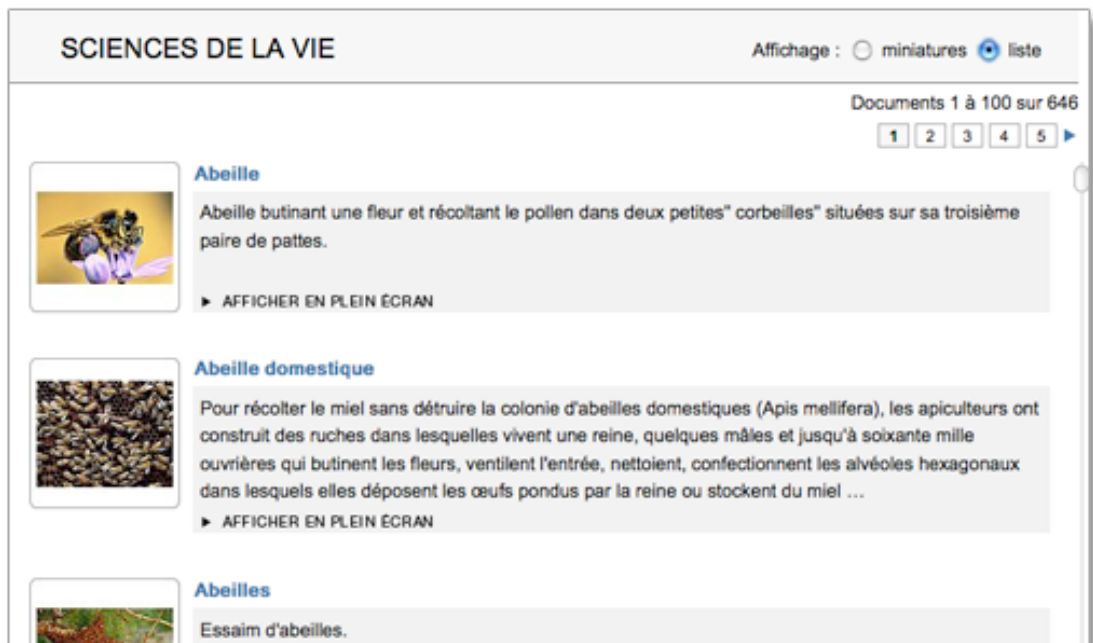 SCIENCES DE LA VIE
Affichage : miniatures liste
Documents 1 à 100 sur 646
1 2 3 4 5
Abeille
Abeille butinant une fleur et récoltant le pollen dans deux petites" corbeilles" situées sur sa troisième
paire de pattes.
► AFFICHER EN PLEIN ÉCRAN
Abeille domestique
Pour récolter le miel sans détruire la colonie d'abeilles domestiques (Apis mellifera), les apiculteurs ont
construit des ruches dans lesquelles vivent une reine, quelques mâles et jusqu'à soixante mille
ouvrières qui butinent les fleurs, ventilent l'entrée, nettoient, confectionnent les alvéoles hexagonaux
dans lesquels elles déposent les œufs pondus par la reine ou stockent du miel ...
► AFFICHER EN PLEIN ÉCRAN
Abeilles
Essaim d'abeilles.